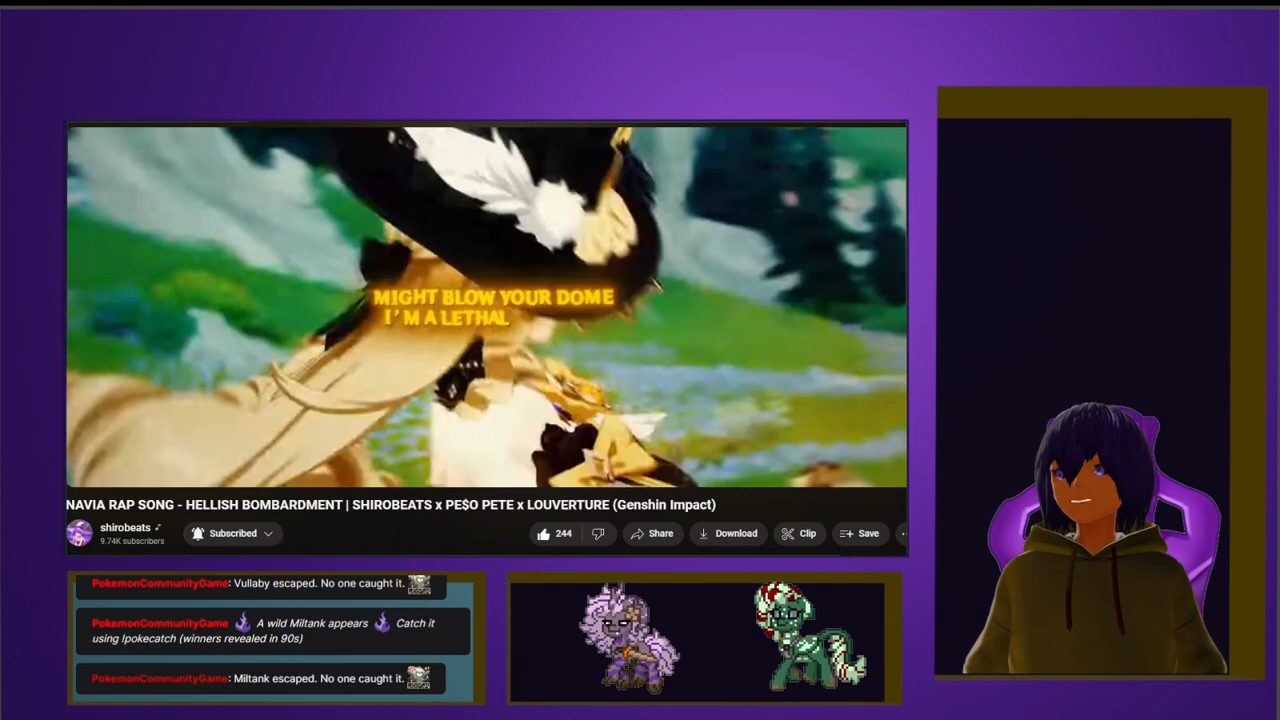 MIGHT BLOW YOUR DOME
I'M A LETHAL
NAVIA RAP SONG - HELLISH BOMBARDMENT | SHIROBEATS x PE$O PETE x LOUVERTURE (Genshin Impact)
shirobeats
9.74K subscribers
Subscribed
244
Share
Download
Clip
Save
PokemonCommunityGame: Vullaby escaped. No one caught it.
PokemonCommunityGame A wild Miltank appears Catch it
using !pokecatch (winners revealed in 90s)
PokemonCommunityGame: Miltank escaped. No one caught it.